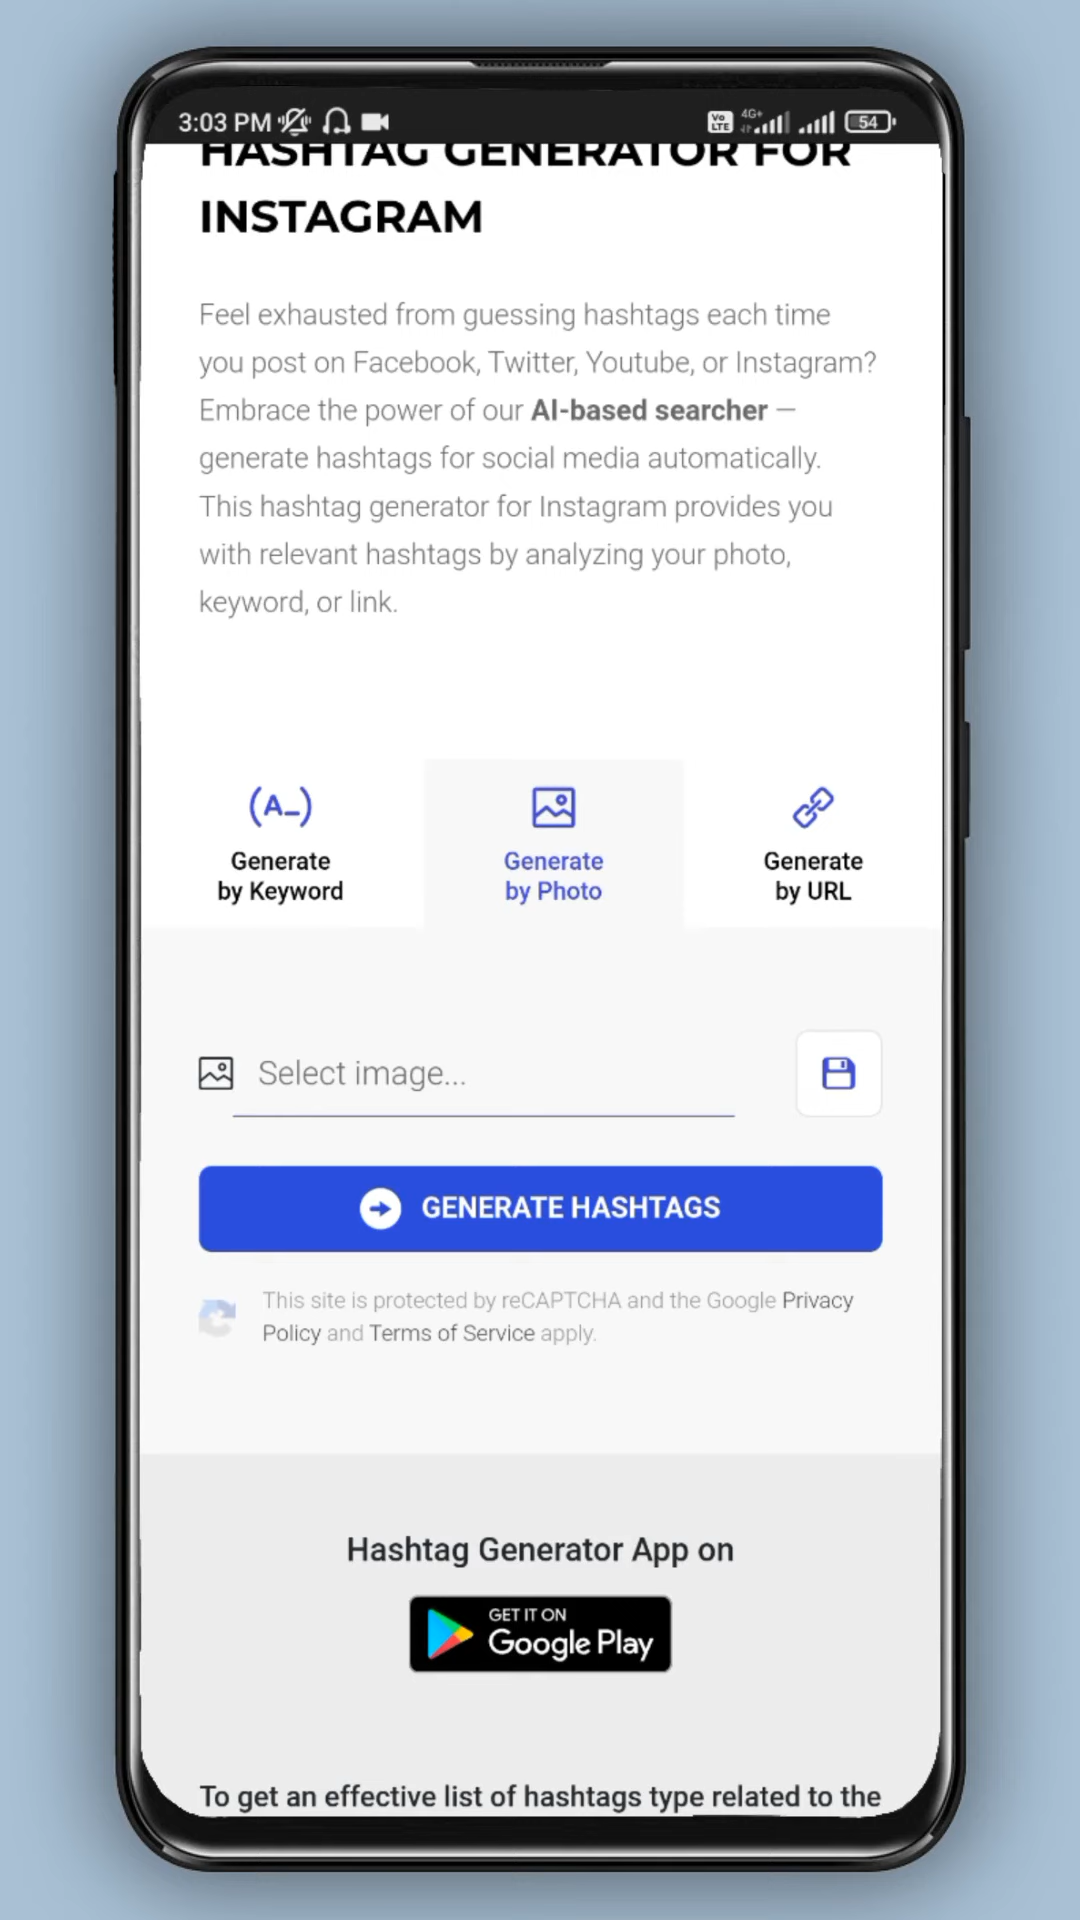 3:03 PM
Vo LTE 4G+ 54
HASHTAG GENERATOR FOR
INSTAGRAM
Feel exhausted from guessing hashtags each time
you post on Facebook, Twitter, Youtube, or Instagram?
Embrace the power of our AI-based searcher —
generate hashtags for social media automatically.
This hashtag generator for Instagram provides you
with relevant hashtags by analyzing your photo,
keyword, or link.
(A_)
Generate
by Keyword
Generate
by Photo
Generate
by URL
Select image...
GENERATE HASHTAGS
This site is protected by reCAPTCHA and the Google Privacy
Policy and Terms of Service apply.
Hashtag Generator App on
GET IT ON
Google Play
To get an effective list of hashtags type related to the